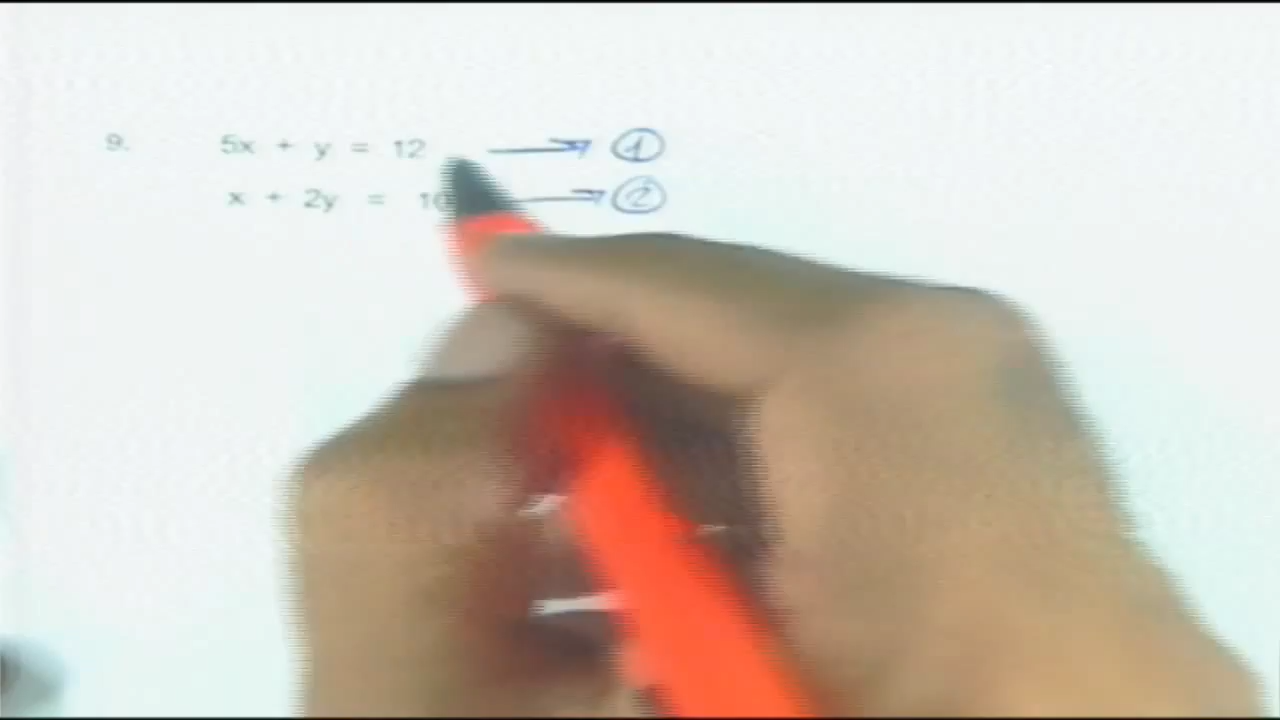 9. 5x + y = 12 → ①
x + 2y = → ②